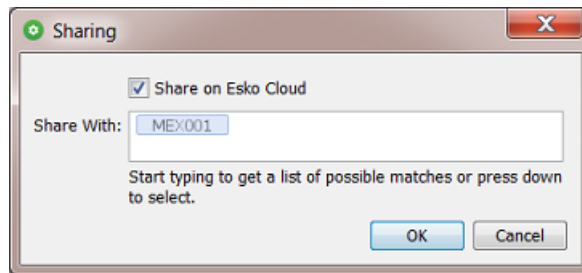 Sharing
Share on Esko Cloud
Share With:
MEX001
Start typing to get a list of possible matches or press down
to select.
OK
Cancel